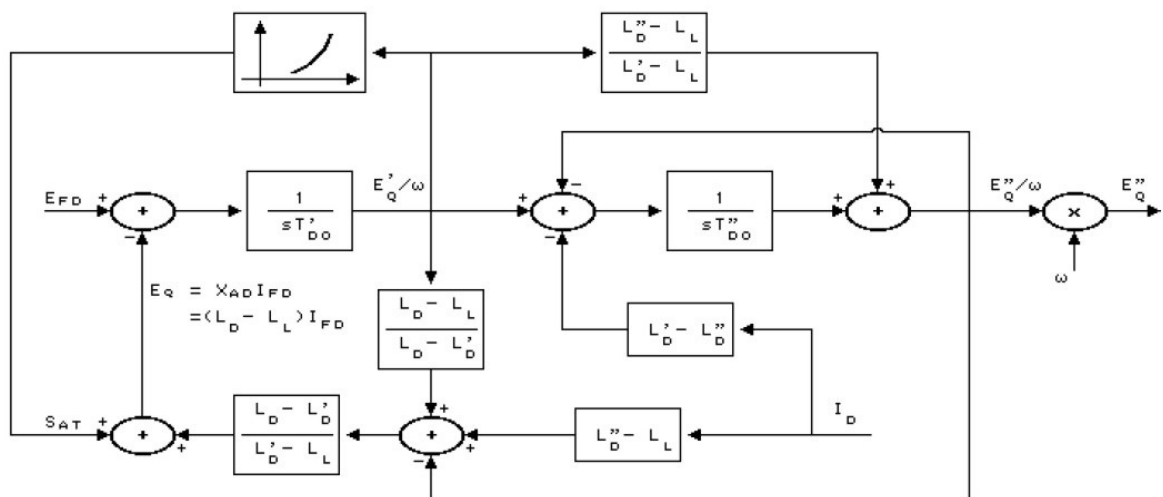 L''D − LL
L'D − LL
EFD
+
+
−
1
sT'DO
E'Q/ω
+
−
+
−
1
sT''DO
+
+
+
E''Q/ω
×
ω
E''Q
EQ = XADIFD
=(LD − LL)IFD
LD − LL
LD − L'D
L'D − L''D
SAT
+
+
+
LD − L'D
L'D − LL
+
+
+
−
L''D − LL
ID